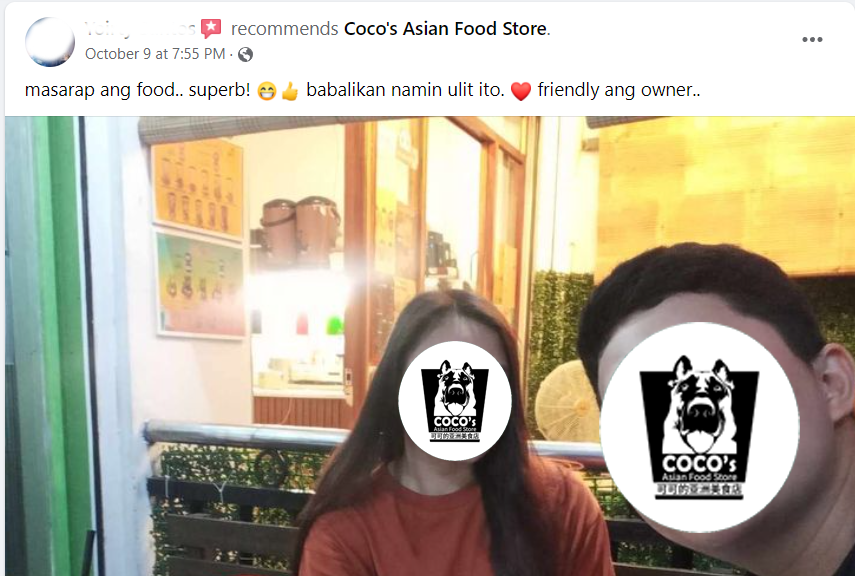 recommends Coco's Asian Food Store.
October 9 at 7:55 PM ·
masarap ang food.. superb! 😁👍 babalikan namin ulit ito. ❤️ friendly ang owner..
COCO's
Asian Food Store
可可的亚洲美食店
COCO's
Asian Food Store
可可的亚洲美食店